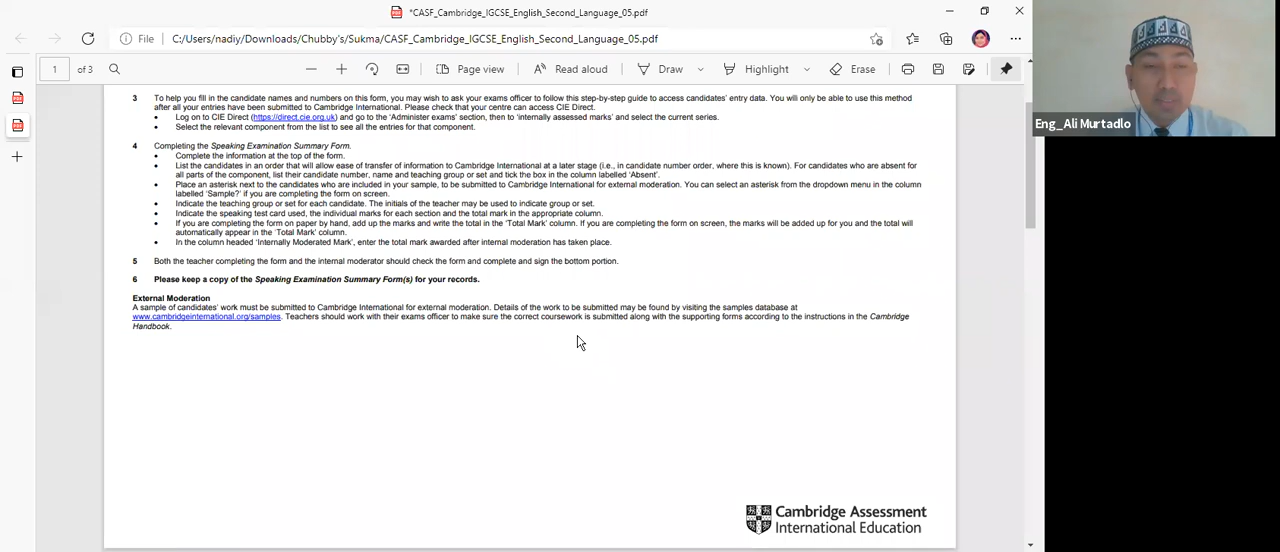 *CASF_Cambridge_IGCSE_English_Second_Language_05.pdf
File C:/Users/nadiy/Downloads/Chubby's/Sukma/CASF_Cambridge_IGCSE_English_Second_Language_05.pdf
1 of 3 Page view Read aloud Draw Highlight Erase
3 To help you fill in the candidate names and numbers on this form, you may wish to ask your exams officer to follow this step-by-step guide to access candidates' entry data. You will only be able to use this method
after all your entries have been submitted to Cambridge International. Please check that your centre can access CIE Direct.
• Log on to CIE Direct (https://direct.cie.org.uk) and go to the 'Administer exams' section, then to 'internally assessed marks' and select the current series.
• Select the relevant component from the list to see all the entries for that component.
4 Completing the Speaking Examination Summary Form.
• Complete the information at the top of the form.
• List the candidates in an order that will allow ease of transfer of information to Cambridge International at a later stage (i.e., in candidate number order, where this is known). For candidates who are absent for
all parts of the component, list their candidate number, name and teaching group or set and tick the box in the column labelled 'Absent'.
• Place an asterisk next to the candidates who are included in your sample, to be submitted to Cambridge International for external moderation. You can select an asterisk from the dropdown menu in the column
labelled 'Sample?' if you are completing the form on screen.
• Indicate the teaching group or set for each candidate. The initials of the teacher may be used to indicate group or set.
• Indicate the speaking test card used, the individual marks for each section and the total mark in the appropriate column.
• If you are completing the form on paper by hand, add up the marks and write the total in the 'Total Mark' column. If you are completing the form on screen, the marks will be added up for you and the total will
automatically appear in the 'Total Mark' column.
• In the column headed 'Internally Moderated Mark', enter the total mark awarded after internal moderation has taken place.
5 Both the teacher completing the form and the internal moderator should check the form and complete and sign the bottom portion.
6 Please keep a copy of the Speaking Examination Summary Form(s) for your records.
External Moderation
A sample of candidates' work must be submitted to Cambridge International for external moderation. Details of the work to be submitted may be found by visiting the samples database at
www.cambridgeinternational.org/samples. Teachers should work with their exams officer to make sure the correct coursework is submitted along with the supporting forms according to the instructions in the Cambridge
Handbook.
Cambridge Assessment
International Education
Eng_Ali Murtadlo